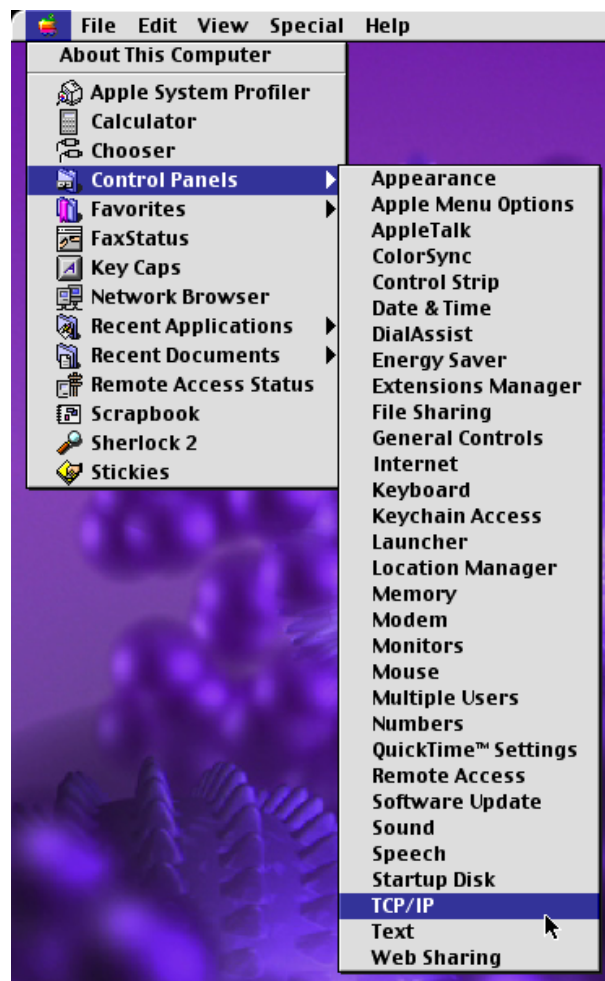 File Edit View Special Help
About This Computer
Apple System Profiler
Calculator
Chooser
Control Panels
Favorites
FaxStatus
Key Caps
Network Browser
Recent Applications
Recent Documents
Remote Access Status
Scrapbook
Sherlock 2
Stickies
Appearance
Apple Menu Options
AppleTalk
ColorSync
Control Strip
Date & Time
DialAssist
Energy Saver
Extensions Manager
File Sharing
General Controls
Internet
Keyboard
Keychain Access
Launcher
Location Manager
Memory
Modem
Monitors
Mouse
Multiple Users
Numbers
QuickTime™ Settings
Remote Access
Software Update
Sound
Speech
Startup Disk
TCP/IP
Text
Web Sharing